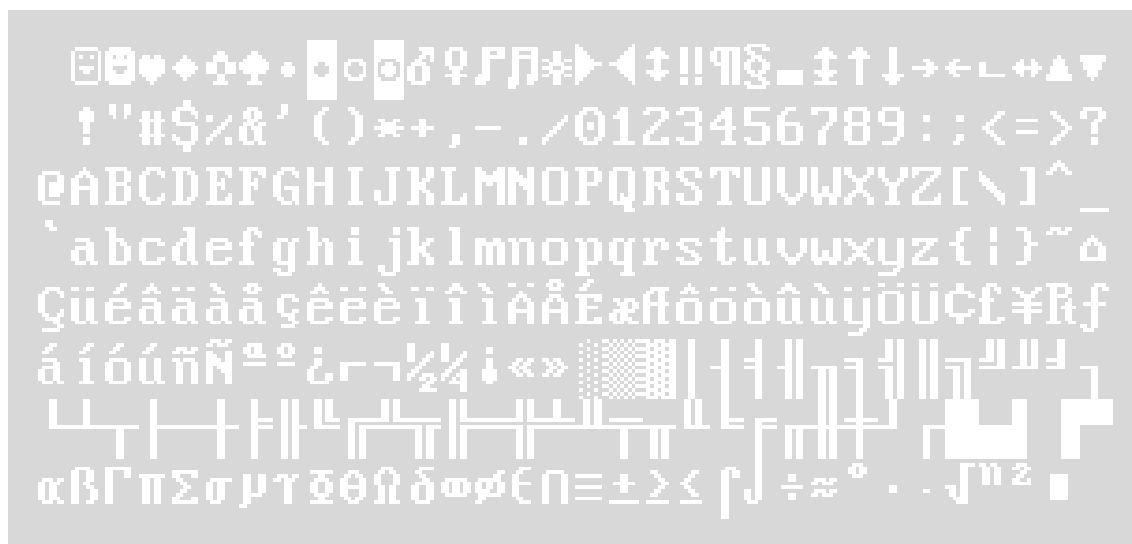 ☺☻♥♦♣♠•◘○◙♂♀♪♫☼►◄↕‼¶§▬↨↑↓→←∟↔▲▼
!"#$%&'()*+,-./0123456789:;<=>?
@ABCDEFGHIJKLMNOPQRSTUVWXYZ[\]^_
`abcdefghijklmnopqrstuvwxyz{¦}~⌂
ÇüéâäàåçêëèïîìÄÅÉæÆôöòûùÿÖÜ¢£¥₧ƒ
áíóúñÑªº¿⌐¬½¼¡«»░▒▓│┤╡╢╖╕╣║╗╝╜╛┐
└┴┬├─┼╞╟╚╔╩╦╠═╬╧╨╤╥╙╘╒╓╫╪┘┌█▄▌▐▀
αßΓπΣσµτΦΘΩδ∞φε∩≡±≥≤⌠⌡÷≈°∙·√ⁿ²■